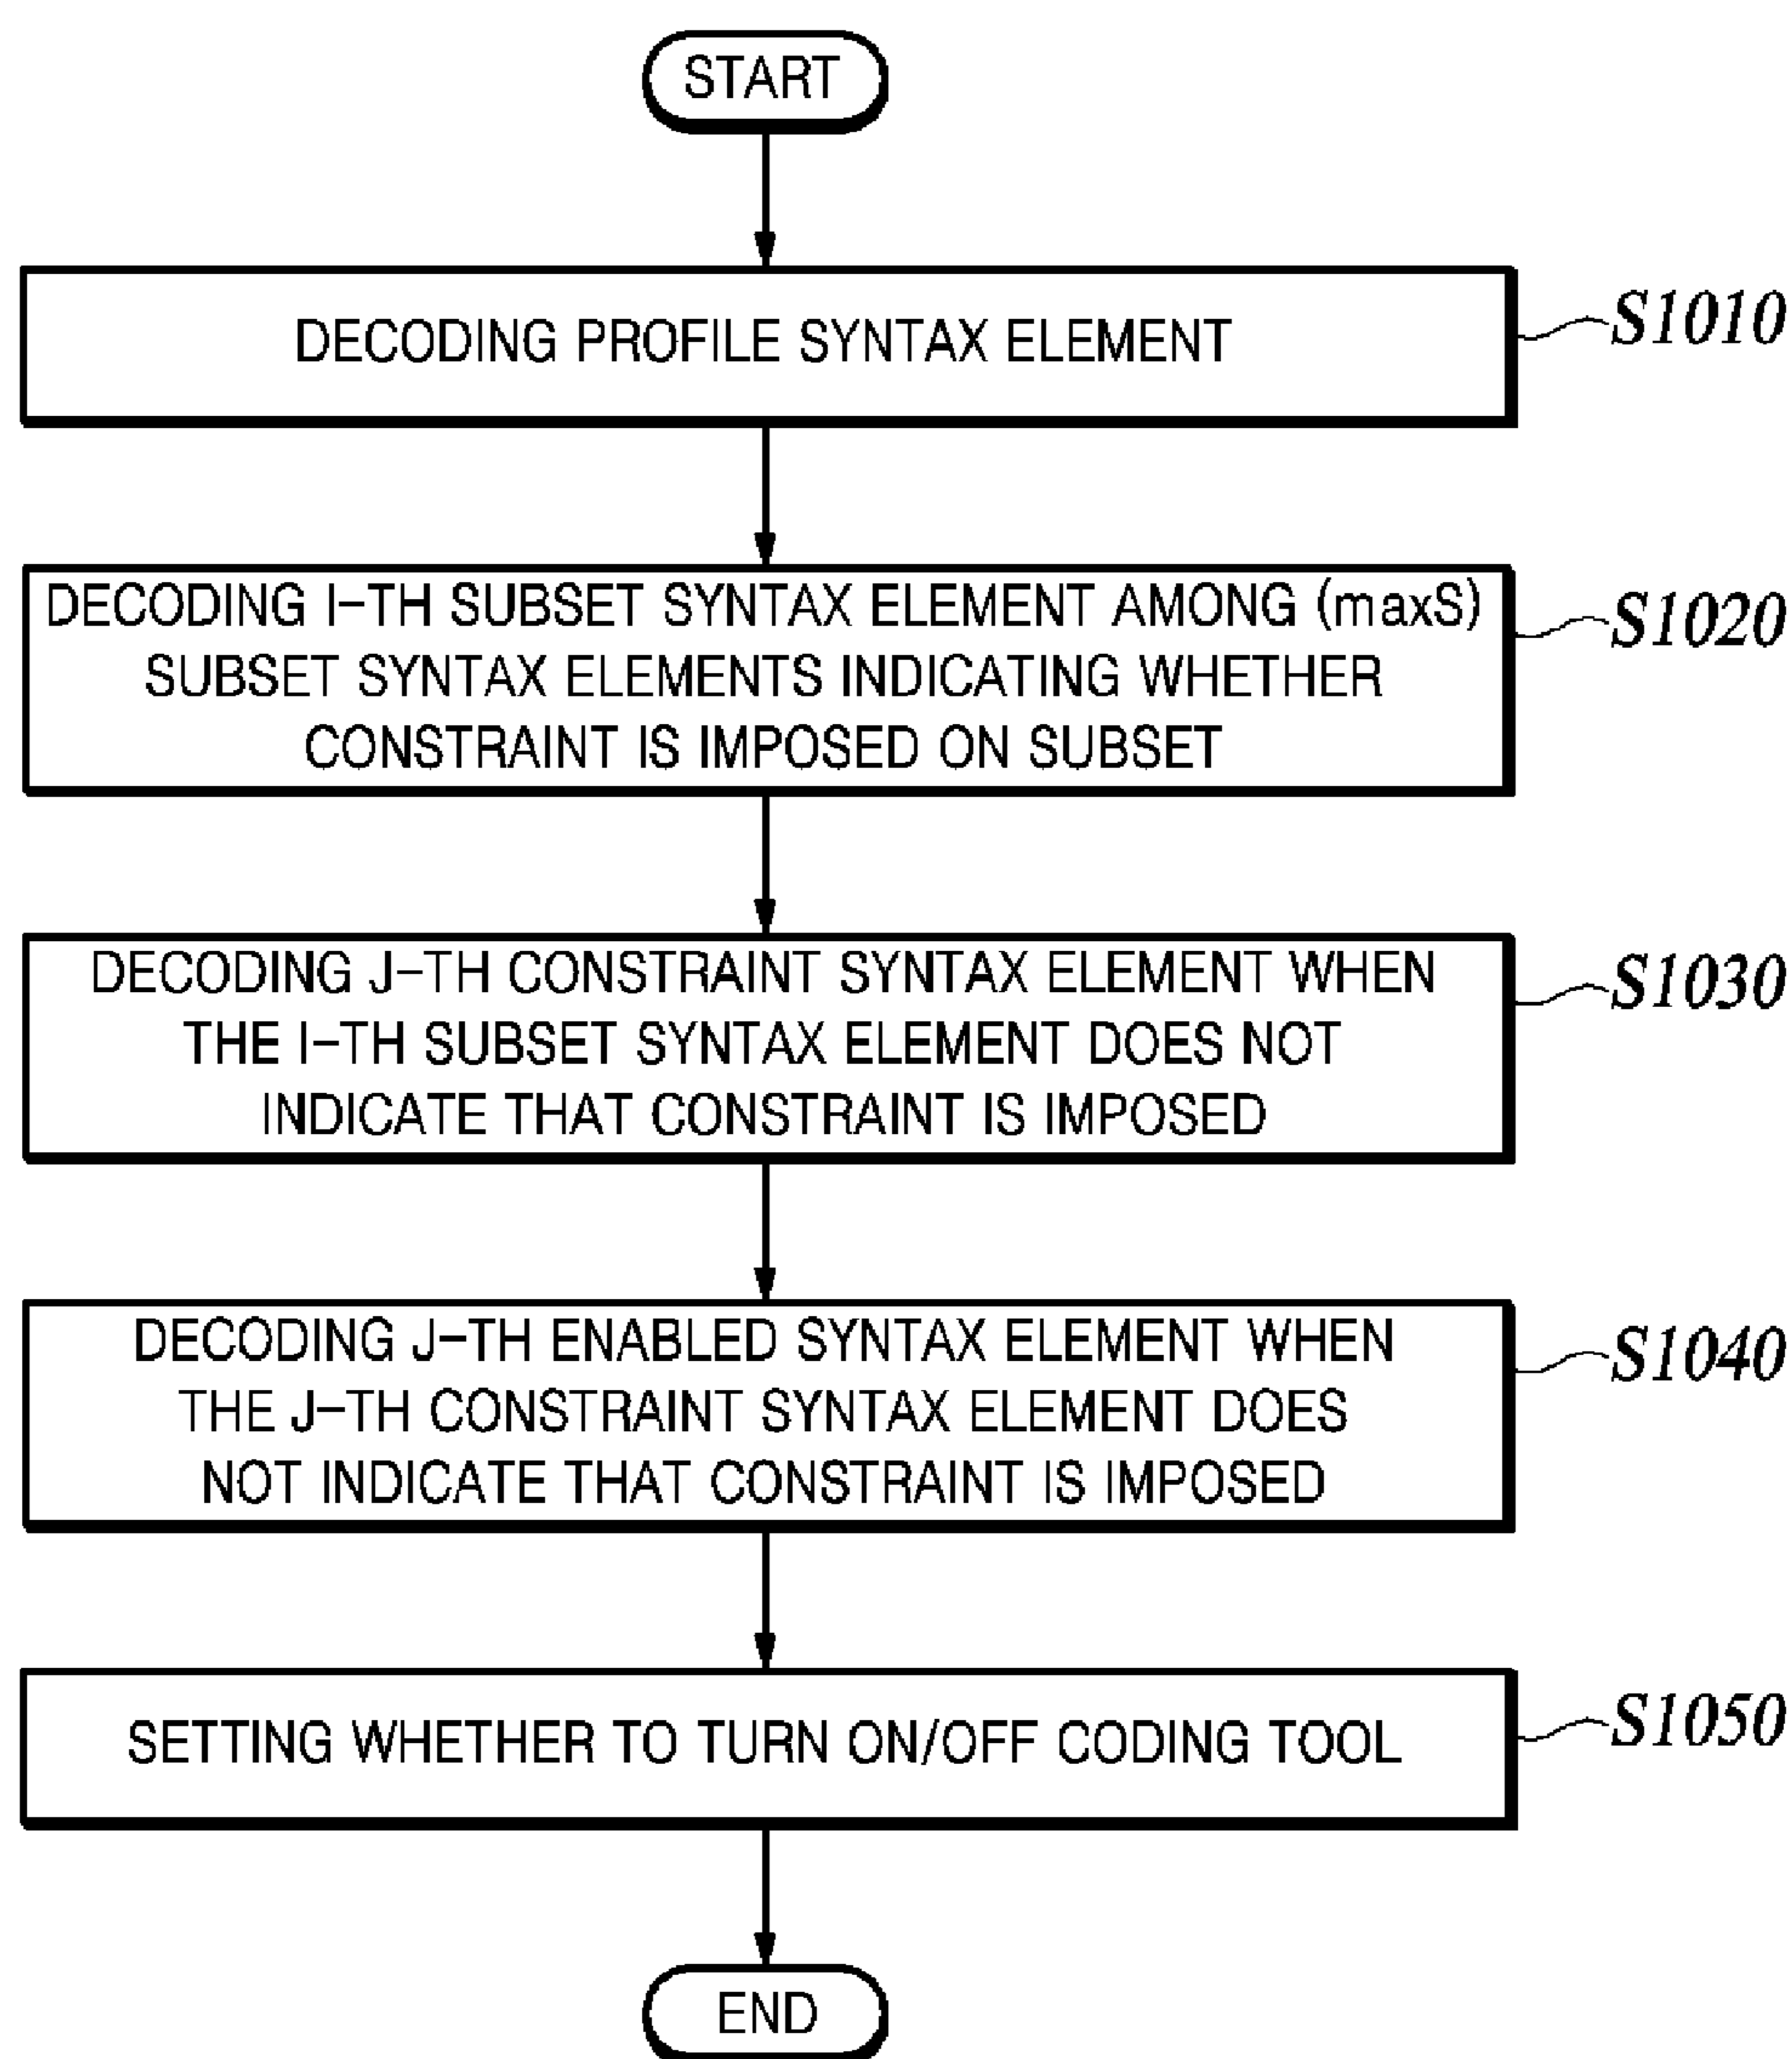 START
DECODING PROFILE SYNTAX ELEMENT
S1010
DECODING I-TH SUBSET SYNTAX ELEMENT AMONG (maxS)
SUBSET SYNTAX ELEMENTS INDICATING WHETHER
CONSTRAINT IS IMPOSED ON SUBSET
S1020
DECODING J-TH CONSTRAINT SYNTAX ELEMENT WHEN
THE I-TH SUBSET SYNTAX ELEMENT DOES NOT
INDICATE THAT CONSTRAINT IS IMPOSED
S1030
DECODING J-TH ENABLED SYNTAX ELEMENT WHEN
THE J-TH CONSTRAINT SYNTAX ELEMENT DOES
NOT INDICATE THAT CONSTRAINT IS IMPOSED
S1040
SETTING WHETHER TO TURN ON/OFF CODING TOOL
S1050
END